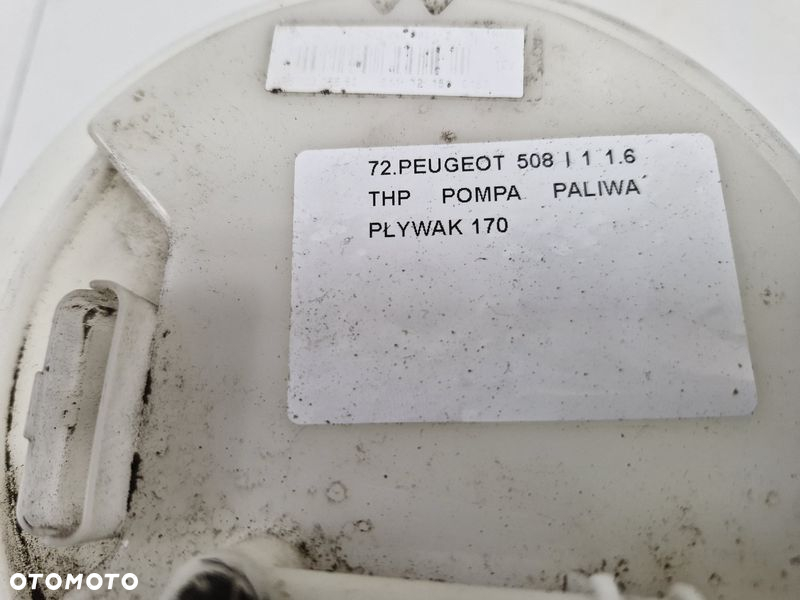 72.PEUGEOT 508 I 1 1.6
THP POMPA PALIWA
PŁYWAK 170
OTOMOTO